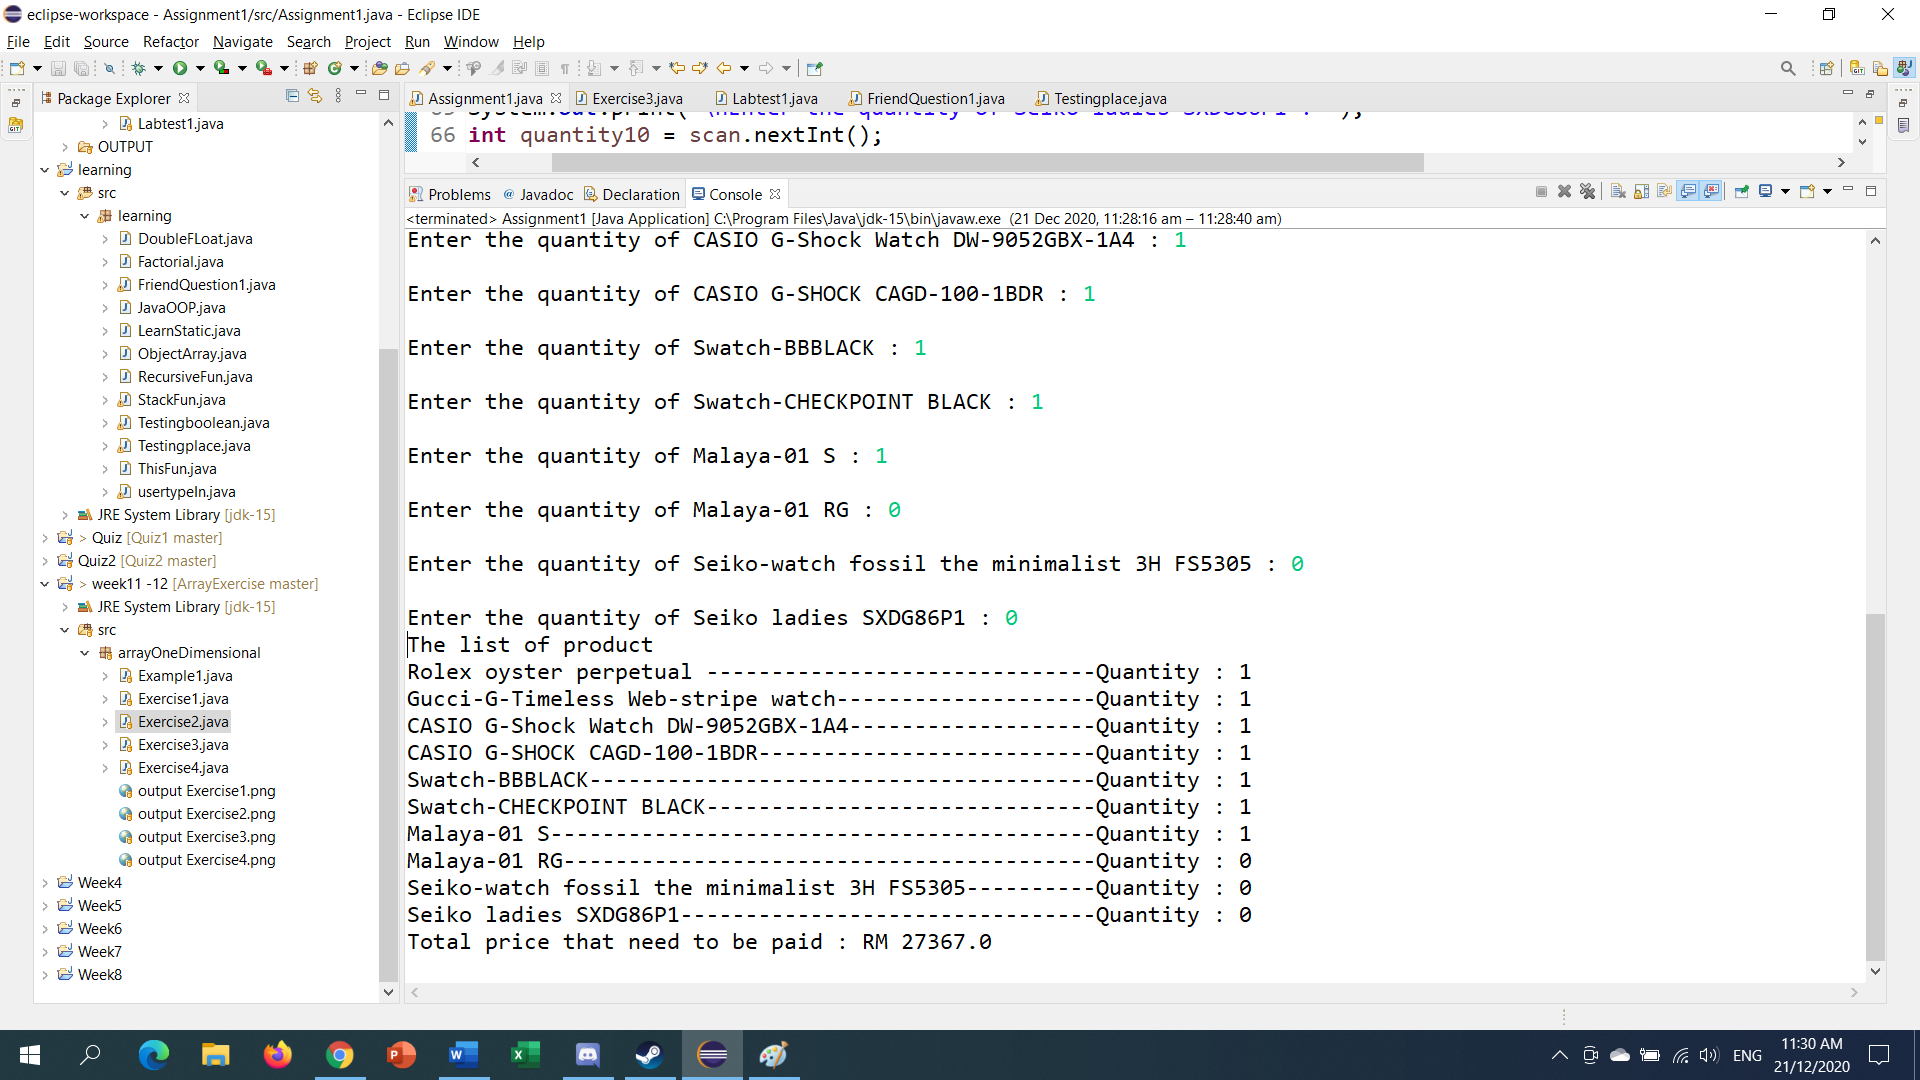 eclipse-workspace - Assignment1/src/Assignment1.java - Eclipse IDE
File Edit Source Refactor Navigate Search Project Run Window Help
Package Explorer
Labtest1.java
OUTPUT
learning
src
learning
DoubleFLoat.java
Factorial.java
FriendQuestion1.java
JavaOOP.java
LearnStatic.java
ObjectArray.java
RecursiveFun.java
StackFun.java
Testingboolean.java
Testingplace.java
ThisFun.java
usertypeIn.java
JRE System Library [jdk-15]
> Quiz [Quiz1 master]
Quiz2 [Quiz2 master]
> week11 -12 [ArrayExercise master]
JRE System Library [jdk-15]
src
arrayOneDimensional
Example1.java
Exercise1.java
Exercise2.java
Exercise3.java
Exercise4.java
output Exercise1.png
output Exercise2.png
output Exercise3.png
output Exercise4.png
Week4
Week5
Week6
Week7
Week8
Assignment1.java Exercise3.java Labtest1.java FriendQuestion1.java Testingplace.java
65 System.out.print("\nEnter the quantity of Seiko ladies SXDG86P1 : ");
66 int quantity10 = scan.nextInt();
Problems @ Javadoc Declaration Console
<terminated> Assignment1 [Java Application] C:\Program Files\Java\jdk-15\bin\javaw.exe (21 Dec 2020, 11:28:16 am – 11:28:40 am)
Enter the quantity of CASIO G-Shock Watch DW-9052GBX-1A4 : 1
Enter the quantity of CASIO G-SHOCK CAGD-100-1BDR : 1
Enter the quantity of Swatch-BBBLACK : 1
Enter the quantity of Swatch-CHECKPOINT BLACK : 1
Enter the quantity of Malaya-01 S : 1
Enter the quantity of Malaya-01 RG : 0
Enter the quantity of Seiko-watch fossil the minimalist 3H FS5305 : 0
Enter the quantity of Seiko ladies SXDG86P1 : 0
The list of product
Rolex oyster perpetual ------------------------------Quantity : 1
Gucci-G-Timeless Web-stripe watch--------------------Quantity : 1
CASIO G-Shock Watch DW-9052GBX-1A4-------------------Quantity : 1
CASIO G-SHOCK CAGD-100-1BDR--------------------------Quantity : 1
Swatch-BBBLACK---------------------------------------Quantity : 1
Swatch-CHECKPOINT BLACK------------------------------Quantity : 1
Malaya-01 S------------------------------------------Quantity : 1
Malaya-01 RG-----------------------------------------Quantity : 0
Seiko-watch fossil the minimalist 3H FS5305----------Quantity : 0
Seiko ladies SXDG86P1--------------------------------Quantity : 0
Total price that need to be paid : RM 27367.0
ENG
11:30 AM
21/12/2020